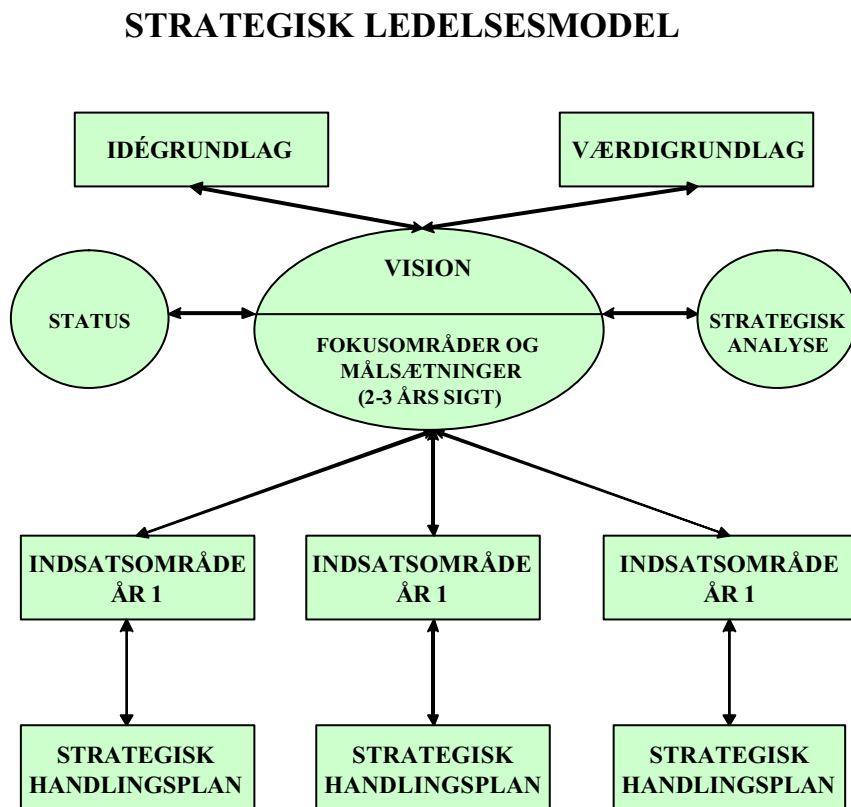 STRATEGISK LEDELSESMODEL
IDÉGRUNDLAG
VÆRDIGRUNDLAG
VISION
STATUS
STRATEGISK
ANALYSE
FOKUSOMRÅDER OG
MÅLSÆTNINGER
(2-3 ÅRS SIGT)
INDSATSOMRÅDE
ÅR 1
INDSATSOMRÅDE
ÅR 1
INDSATSOMRÅDE
ÅR 1
STRATEGISK
HANDLINGSPLAN
STRATEGISK
HANDLINGSPLAN
STRATEGISK
HANDLINGSPLAN